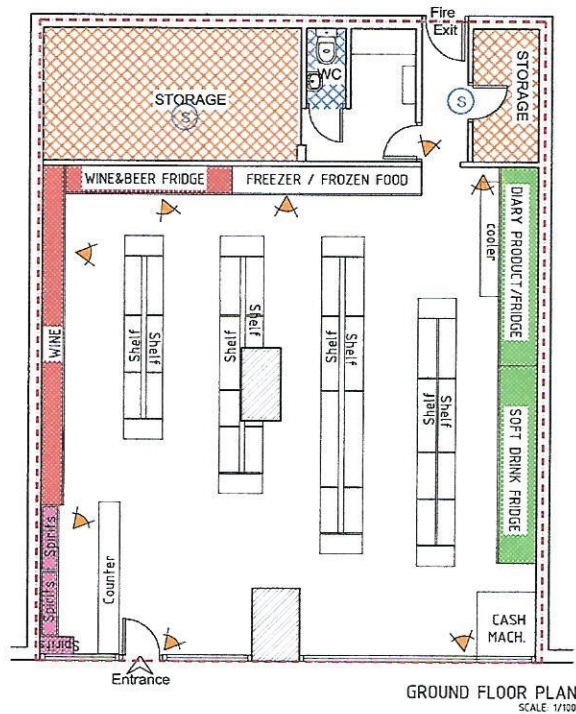 Fire
Exit
STORAGE
S
WC
S
STORAGE
WINE&BEER FRIDGE
FREEZER / FROZEN FOOD
cooler
DIARY PRODUCT/FRIDGE
WINE
Shelf
Shelf
Shelf
Shelf
Shelf
Shelf
Shelf
Shelf
SOFT DRINK FRIDGE
Spirits
Spirits
Spirits
Counter
CASH
MACH.
Entrance
GROUND FLOOR PLAN
SCALE: 1/100